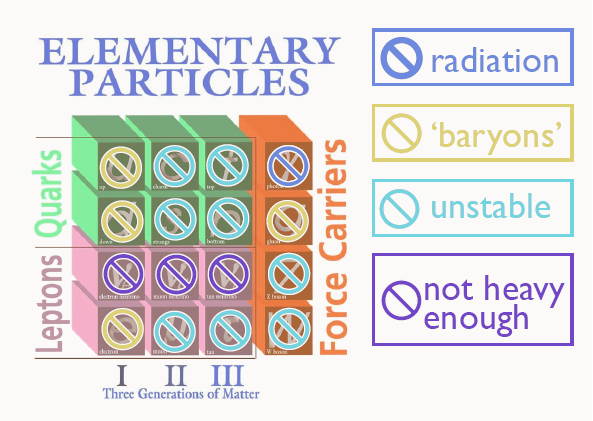 ELEMENTARY
PARTICLES
Quarks
Leptons
Force Carriers
up
charm
top
photon
down
strange
bottom
gluon
electron neutrino
muon neutrino
tau neutrino
Z boson
electron
muon
tau
W boson
I II III
Three Generations of Matter
radiation
'baryons'
unstable
not heavy
enough